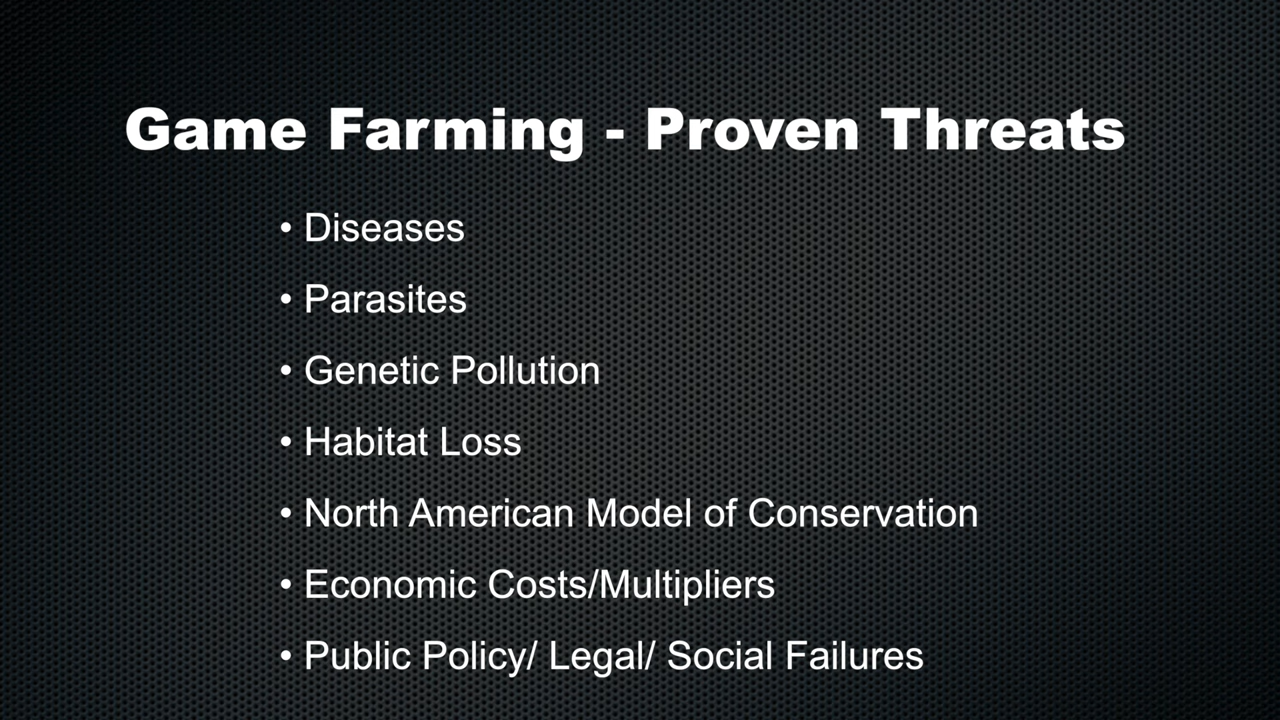 Game Farming - Proven Threats
• Diseases
• Parasites
• Genetic Pollution
• Habitat Loss
• North American Model of Conservation
• Economic Costs/Multipliers
• Public Policy/ Legal/ Social Failures